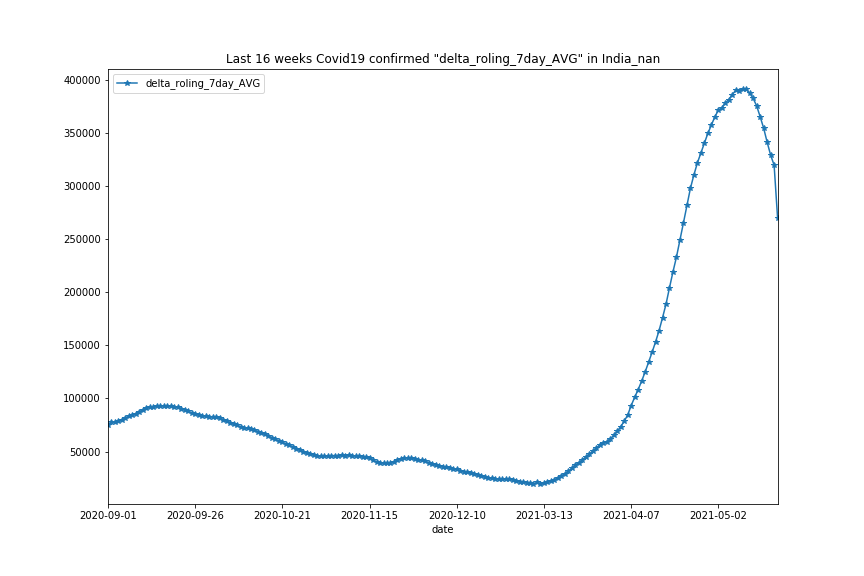 Last 16 weeks Covid19 confirmed "delta_roling_7day_AVG" in India_nan
delta_roling_7day_AVG
400000
350000
300000
250000
200000
150000
100000
50000
2020-09-01 2020-09-26 2020-10-21 2020-11-15 2020-12-10 2021-03-13 2021-04-07 2021-05-02
date